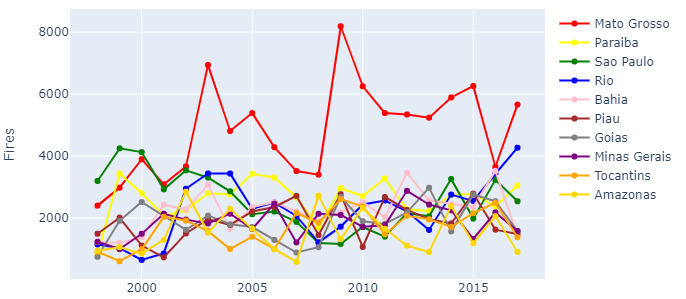 8000
6000
4000
2000
Fires
2000
2005
2010
2015
Mato Grosso
Paraiba
Sao Paulo
Rio
Bahia
Piau
Goias
Minas Gerais
Tocantins
Amazonas